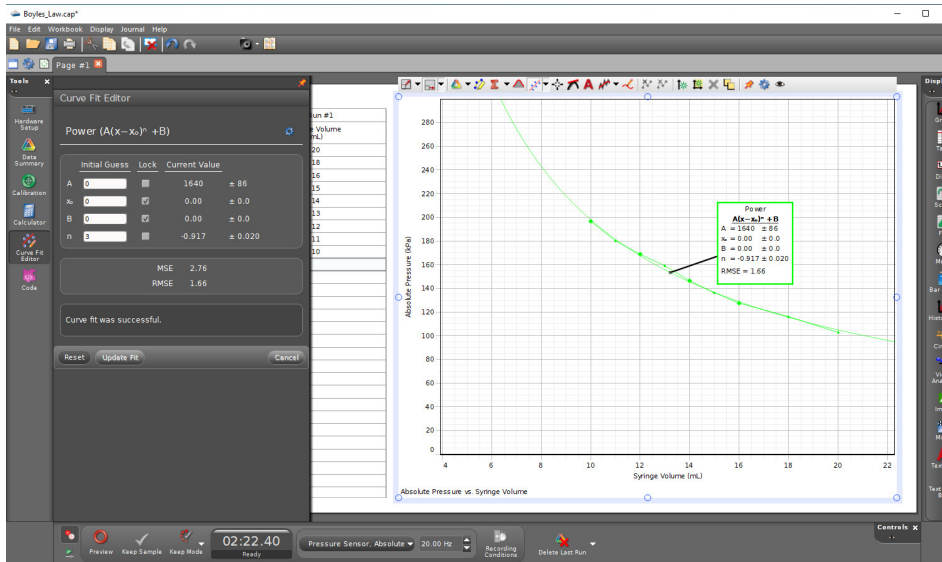 Boyles_Law.cap*
File Edit Workbook Display Journal Help
Page #1
Tools
Hardware
Setup
Data
Summary
Calibration
Calculator
Curve Fit
Editor
Code
Curve Fit Editor
Power (A(x−x₀)ⁿ +B)
Initial Guess Lock Current Value
A 0 1640 ± 86
x₀ 0 0.00 ± 0.0
B 0 0.00 ± 0.0
n 3 -0.917 ± 0.020
MSE 2.76
RMSE 1.66
Curve fit was successful.
Reset Update Fit Cancel
#1
Volume
20
18
16
15
14
13
12
11
10
Absolute Pressure (kPa)
280
260
240
220
200
180
160
140
120
100
80
60
40
20
0
4 6 8 10 12 14 16 18 20 22
Syringe Volume (mL)
Absolute Pressure vs. Syringe Volume
Power
A(x−x₀)ⁿ +B
A = 1640 ± 86
x₀ = 0.00 ± 0.0
B = 0.00 ± 0.0
n = -0.917 ± 0.020
RMSE = 1.66
Displ
Bar
Text
Controls
Preview
Keep Sample
Keep Mode
02:22.40
Ready
Pressure Sensor, Absolute
20.00 Hz
Recording
Conditions
Delete Last Run